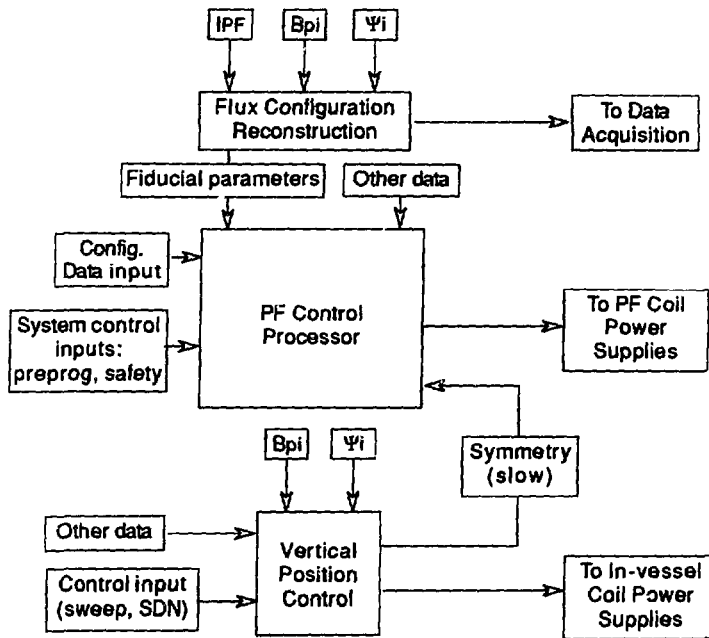 IPF
Bpi
Ψi
Flux Configuration
Reconstruction
To Data
Acquisition
Fiducial parameters
Other data
Config.
Data input
PF Control
Processor
System control
inputs:
preprog, safety
To PF Coil
Power
Supplies
Bpi
Ψi
Symmetry
(slow)
Other data
Vertical
Position
Control
Control input
(sweep, SDN)
To In-vessel
Coil Power
Supplies